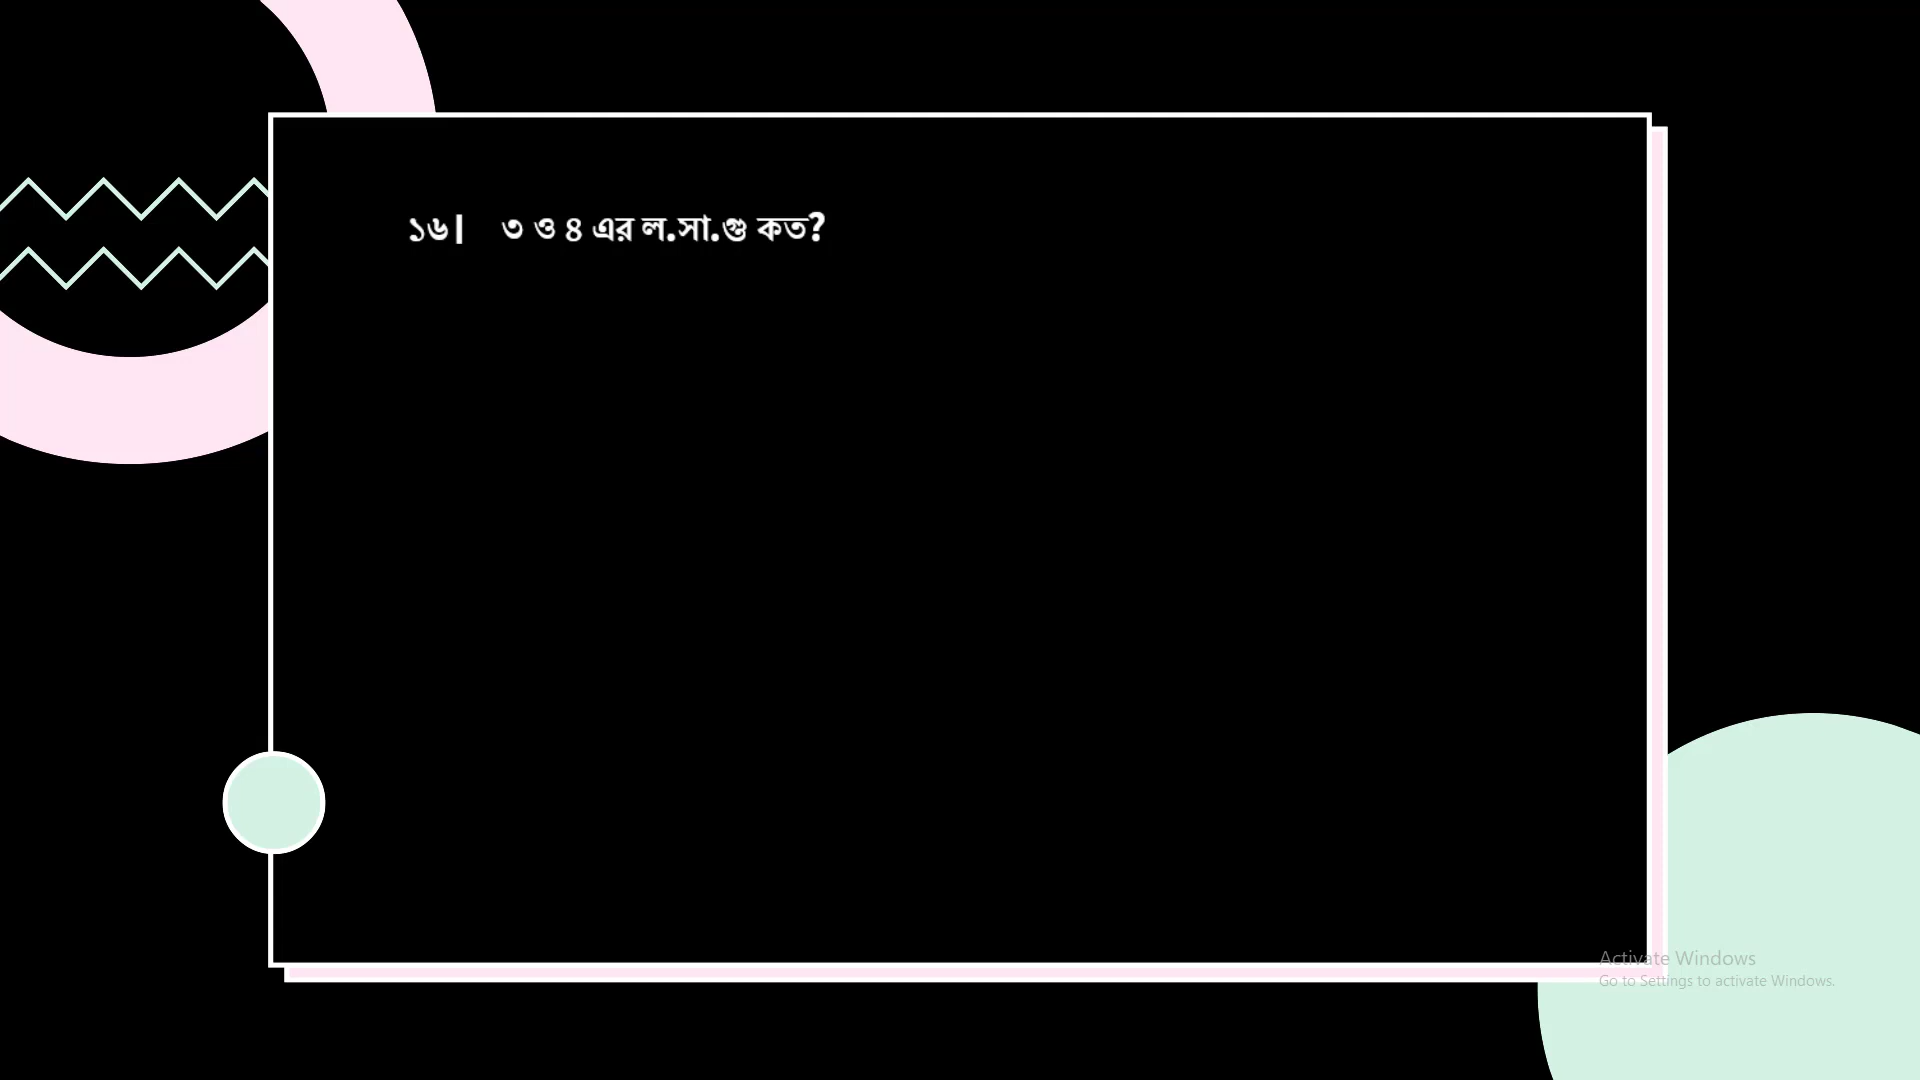 ১৬| ৩ ও ৪ এর ল.সা.গু কত?
Activate Windows
Go to Settings to activate Windows.